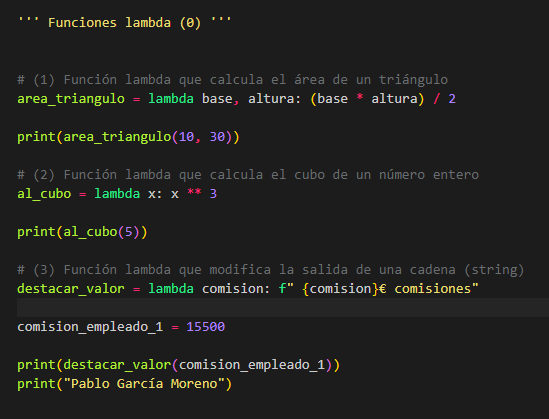 ''' Funciones lambda (0) '''
# (1) Función lambda que calcula el área de un triángulo
area_triangulo = lambda base, altura: (base * altura) / 2
print(area_triangulo(10, 30))
# (2) Función lambda que calcula el cubo de un número entero
al_cubo = lambda x: x ** 3
print(al_cubo(5))
# (3) Función lambda que modifica la salida de una cadena (string)
destacar_valor = lambda comision: f" {comision}€ comisiones"
comision_empleado_1 = 15500
print(destacar_valor(comision_empleado_1))
print("Pablo García Moreno")